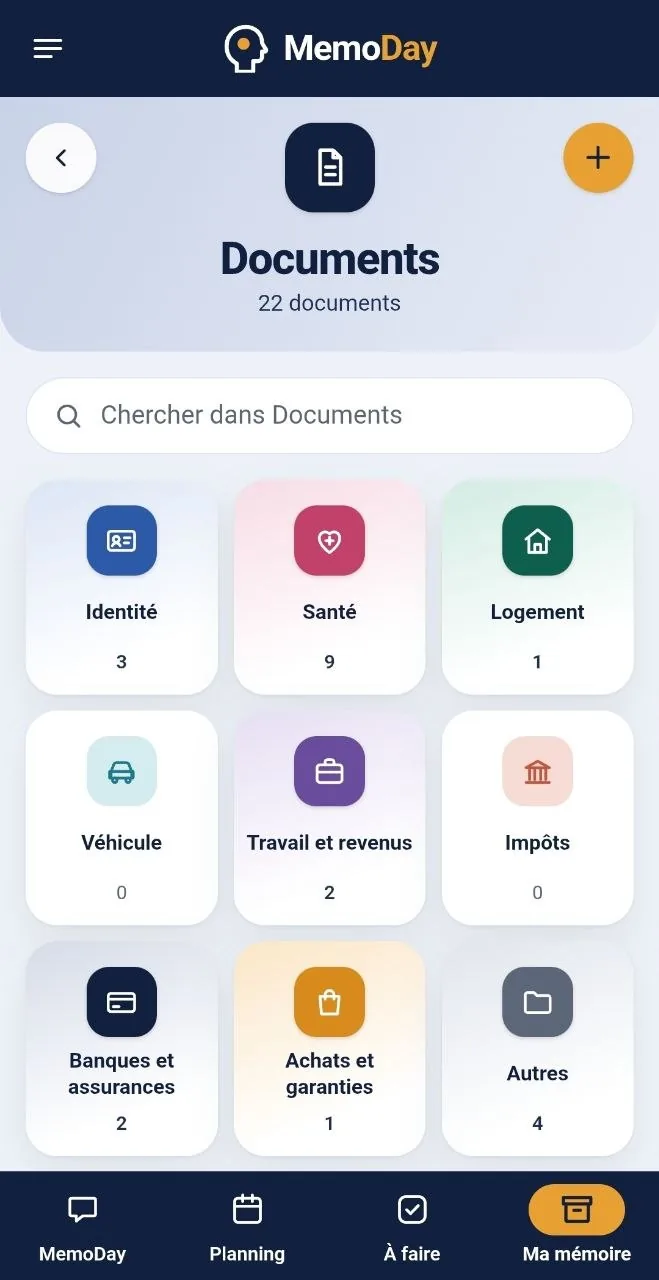 MemoDay
Documents
22 documents
Chercher dans Documents
Identité
3
Santé
9
Logement
1
Véhicule
0
Travail et revenus
2
Impôts
0
Banques et
assurances
2
Achats et
garanties
1
Autres
4
MemoDay
Planning
À faire
Ma mémoire